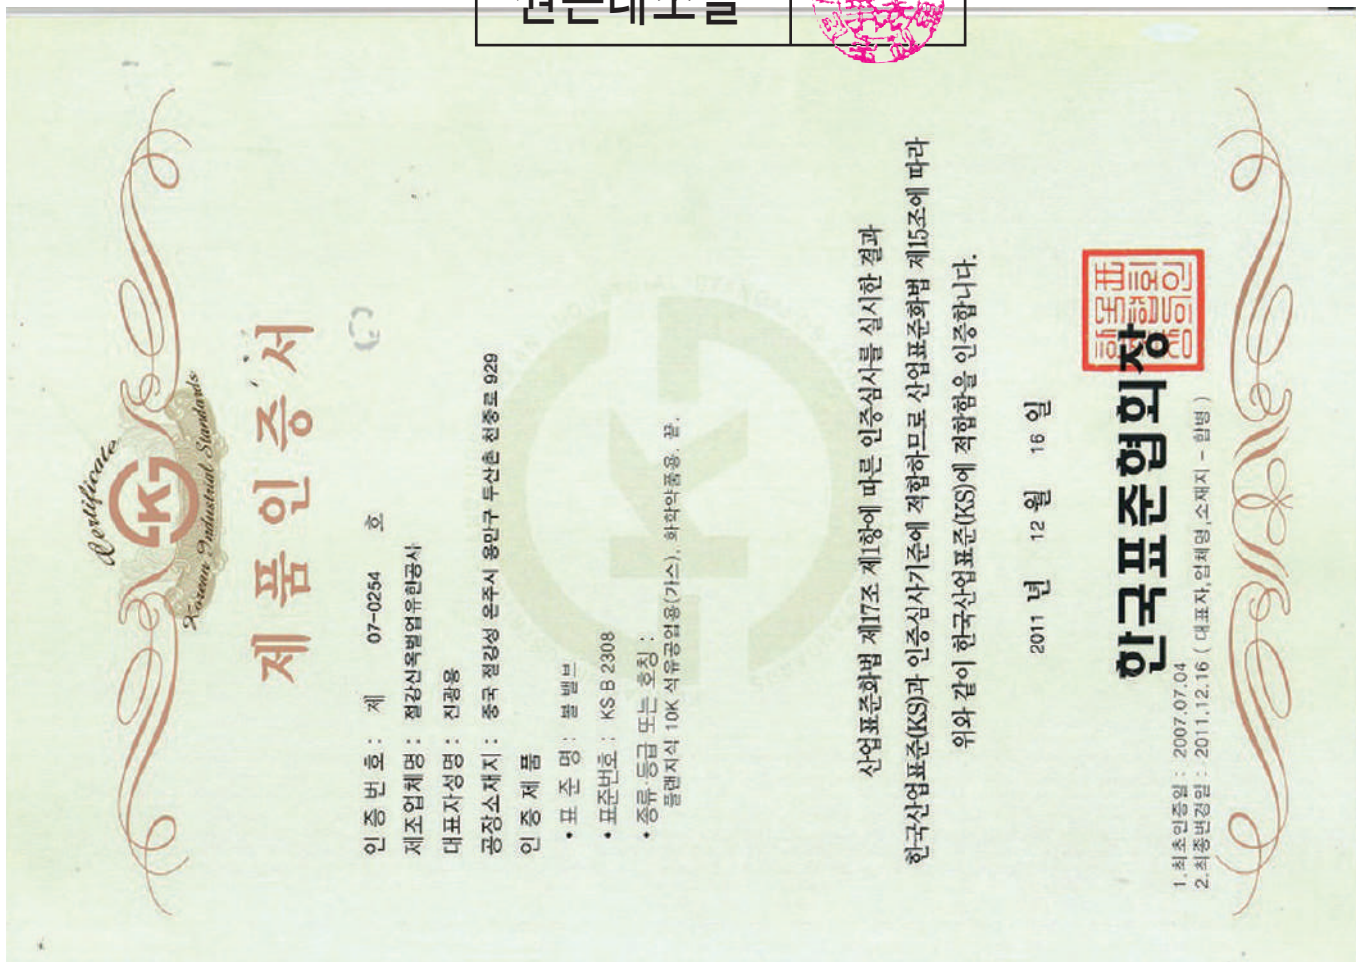 원본대조필
Certificate
K
Korean Industrial Standards
제품인증서
인 증 번 호 : 제 07-0254 호
제조업체명 : 절강신옥벌업유한공사
대표자성명 : 진광용
공장소재지 : 중국 절강성 온주시 용만구 두산촌 천중로 929
인 증 제 품
• 표 준 명 : 볼 밸브
• 표준번호 : KS B 2308
• 종류·등급 또는 호칭 :
플랜지식 10K 석유공업용(가스), 화학약품용. 끝.
산업표준화법 제17조 제1항에 따른 인증심사를 실시한 결과
한국산업표준(KS)과 인증심사기준에 적합하므로 산업표준화법 제15조에 따라
위와 같이 한국산업표준(KS)에 적합함을 인증합니다.
2011 년 12 월 16 일
한국표준협회장
1.최초인증일 : 2007.07.04
2.최종변경일 : 2011.12.16 ( 대표자,업체명,소재지 - 합병 )